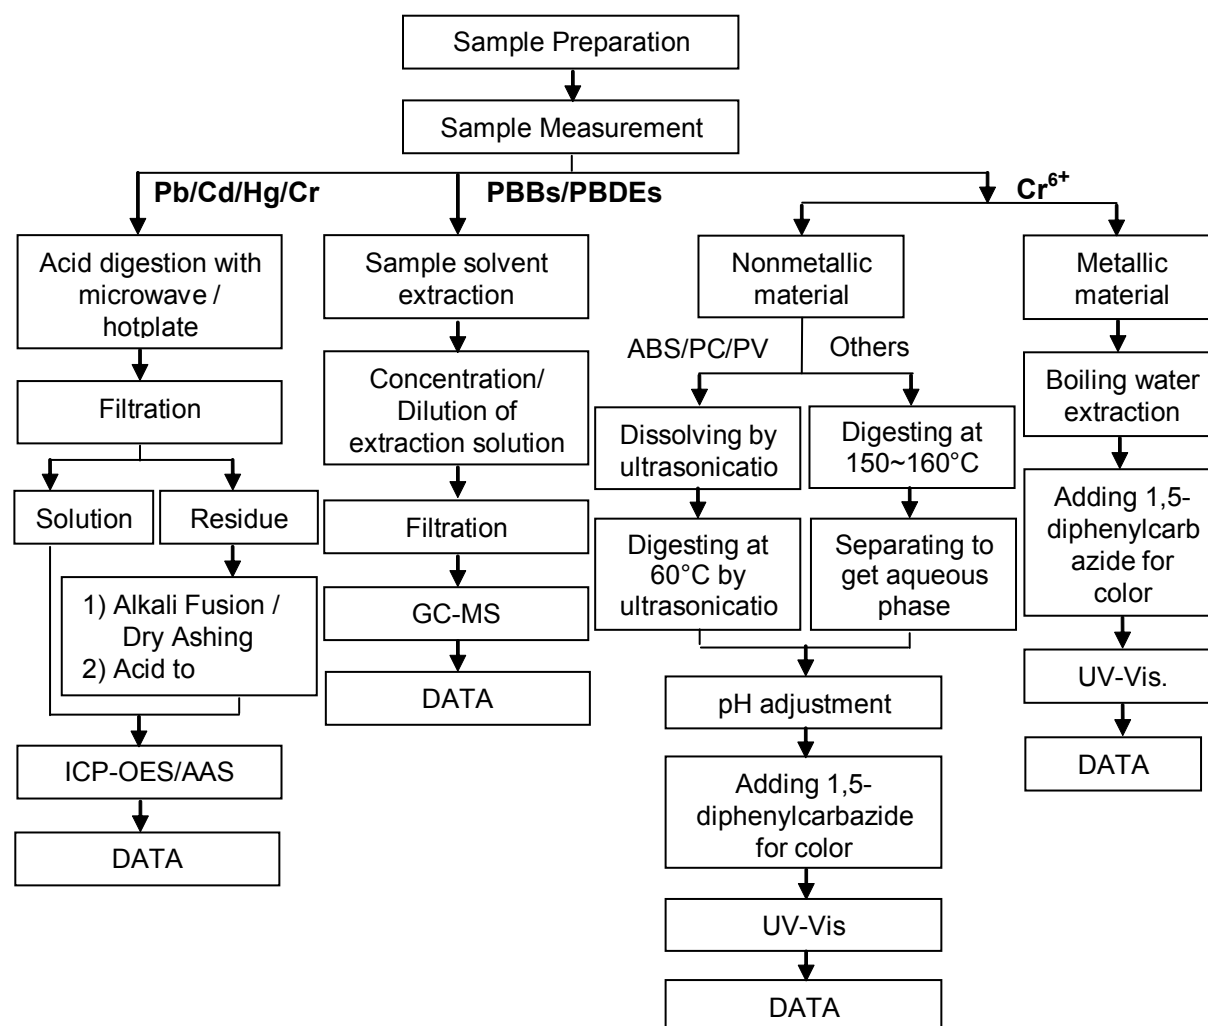 Sample Preparation
Sample Measurement
Pb/Cd/Hg/Cr
PBBs/PBDEs
Cr⁶⁺
Acid digestion with
microwave /
hotplate
Filtration
Solution
Residue
1) Alkali Fusion /
Dry Ashing
2) Acid to
ICP-OES/AAS
DATA
Sample solvent
extraction
Concentration/
Dilution of
extraction solution
Filtration
GC-MS
DATA
Nonmetallic
material
ABS/PC/PV
Others
Dissolving by
ultrasonicatio
Digesting at
60°C by
ultrasonicatio
Digesting at
150~160°C
Separating to
get aqueous
phase
pH adjustment
Adding 1,5-
diphenylcarbazide
for color
UV-Vis
DATA
Metallic
material
Boiling water
extraction
Adding 1,5-
diphenylcarb
azide for
color
UV-Vis.
DATA